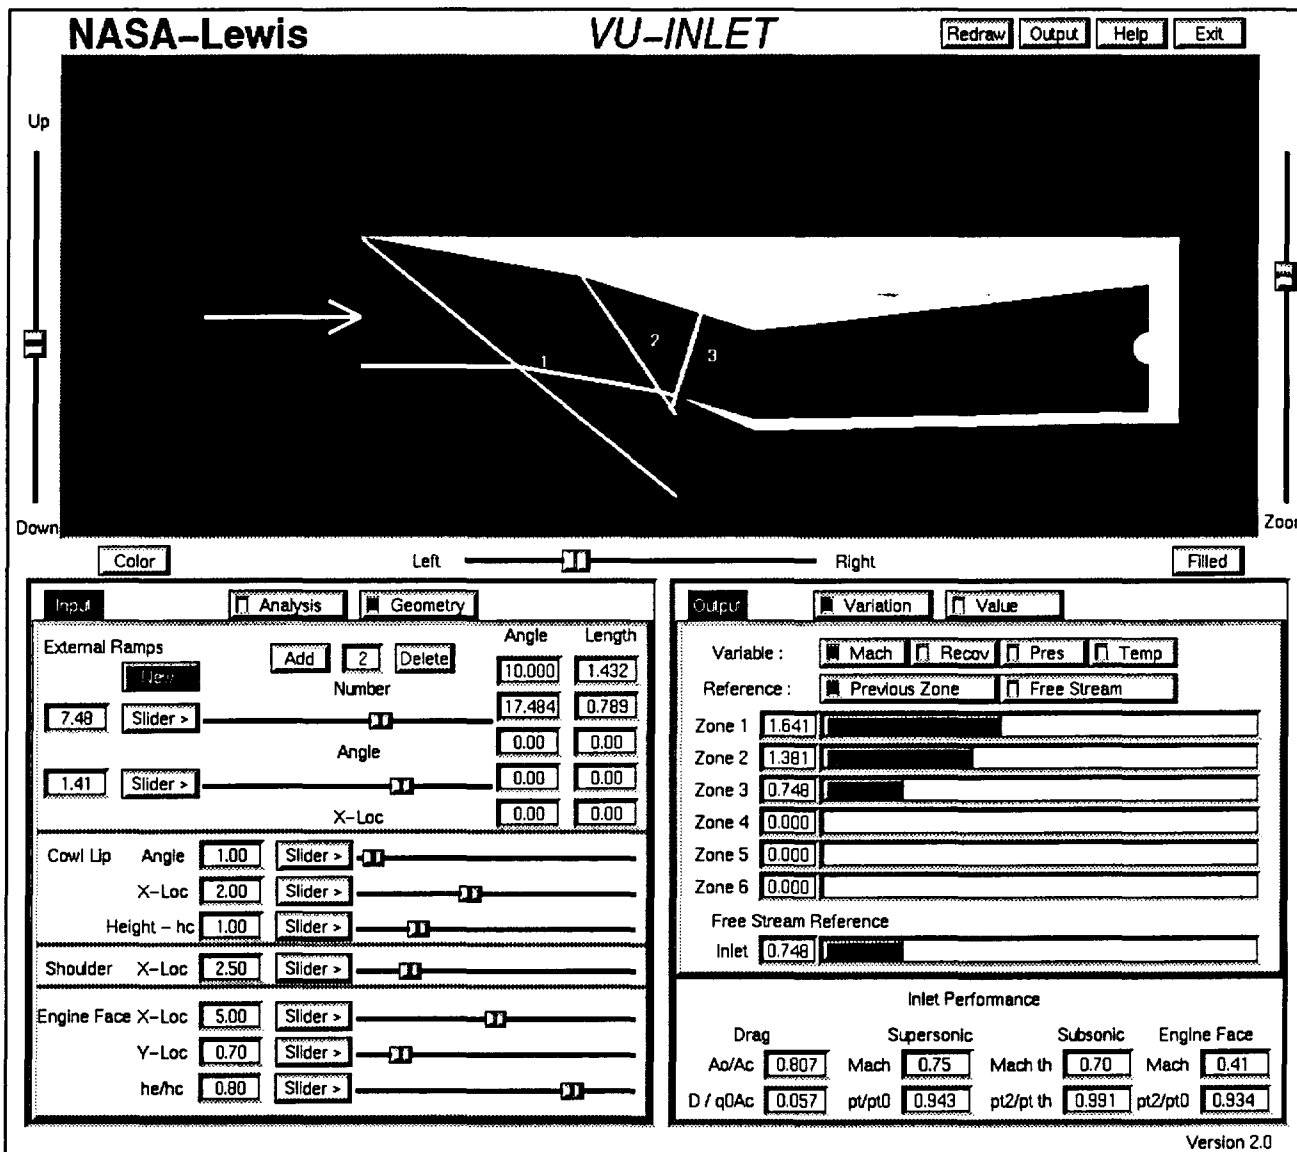 NASA-Lewis VU-INLET Redraw Output Help Exit
Up
1 2 3
Down Zoom
Color Left Right Filled
Input Analysis Geometry
External Ramps Angle Length
Add 2 Delete 10.000 1.432
New Number
7.48 Slider > 17.484 0.789
Angle 0.00 0.00
1.41 Slider > 0.00 0.00
X-Loc 0.00 0.00
Cowl Lip Angle 1.00 Slider >
X-Loc 2.00 Slider >
Height - hc 1.00 Slider >
Shoulder X-Loc 2.50 Slider >
Engine Face X-Loc 5.00 Slider >
Y-Loc 0.70 Slider >
he/hc 0.80 Slider >
Output Variation Value
Variable : Mach Recov Pres Temp
Reference : Previous Zone Free Stream
Zone 1 1.641
Zone 2 1.381
Zone 3 0.748
Zone 4 0.000
Zone 5 0.000
Zone 6 0.000
Free Stream Reference
Inlet 0.748
Inlet Performance
Drag Supersonic Subsonic Engine Face
Ao/Ac 0.807 Mach 0.75 Mach th 0.70 Mach 0.41
D / q0Ac 0.057 pt/pt0 0.943 pt2/pt th 0.991 pt2/pt0 0.934
Version 2.0